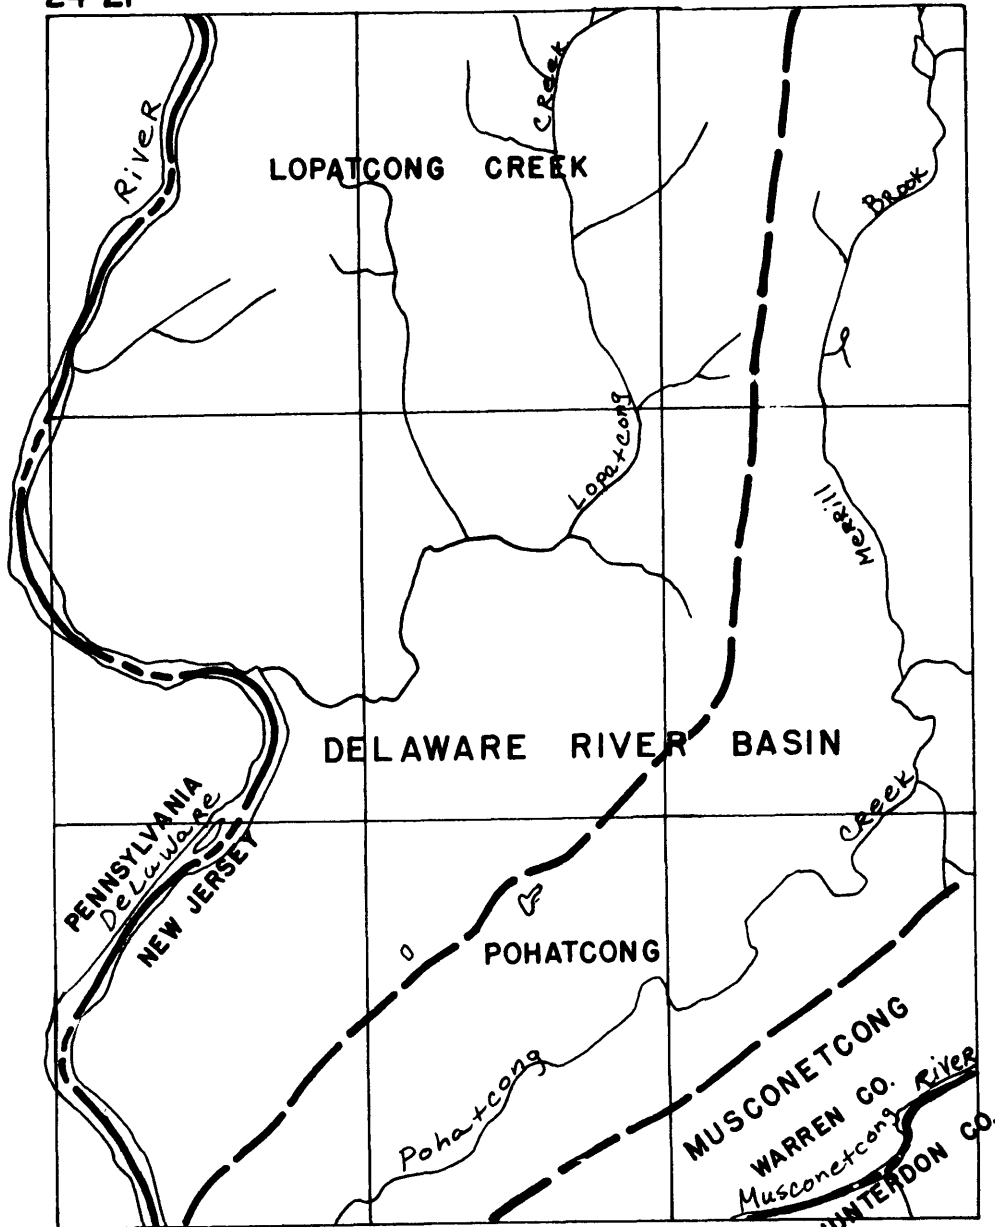 River
Creek
LOPATCONG CREEK
Brook
Lopatcong
Merrill
DELAWARE RIVER BASIN
PENNSYLVANIA
DeLaWare
NEW JERSEY
Creek
POHATCONG
Pohatcong
MUSCONETCONG
River
WARREN CO.
Musconetcong
HUNTERDON CO.